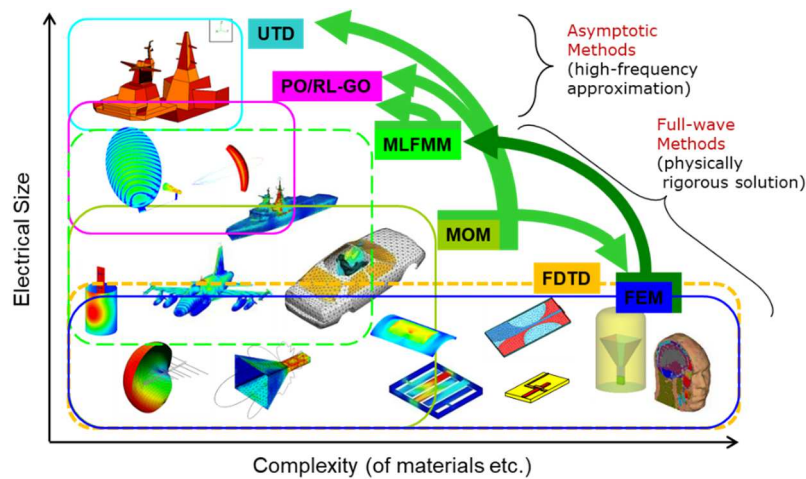 UTD
Asymptotic
Methods
(high-frequency
approximation)
PO/RL-GO
MLFMM
Full-wave
Methods
(physically
rigorous solution)
MOM
FDTD
FEM
Electrical Size
Complexity (of materials etc.)